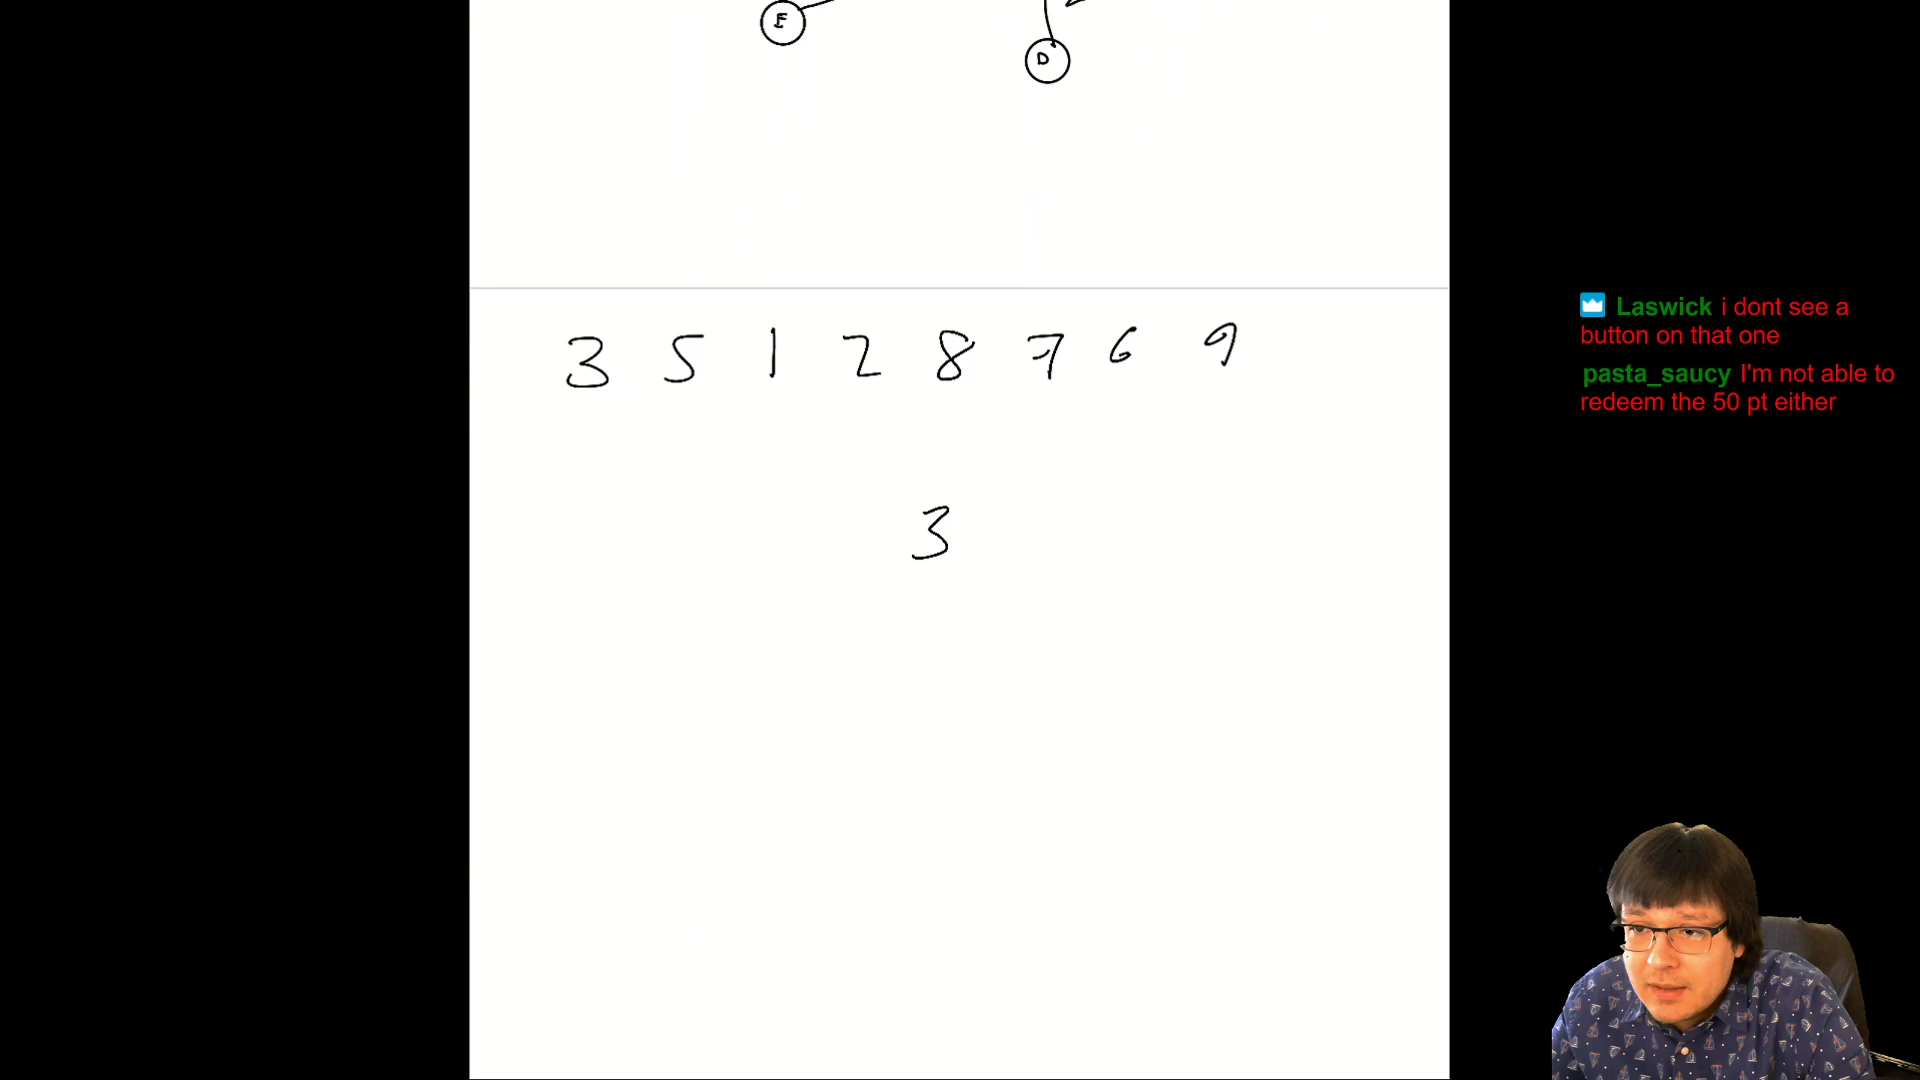 E
D
3 5 1 2 8 7 6 9
3
Laswick i dont see a
button on that one
pasta_saucy I'm not able to
redeem the 50 pt either